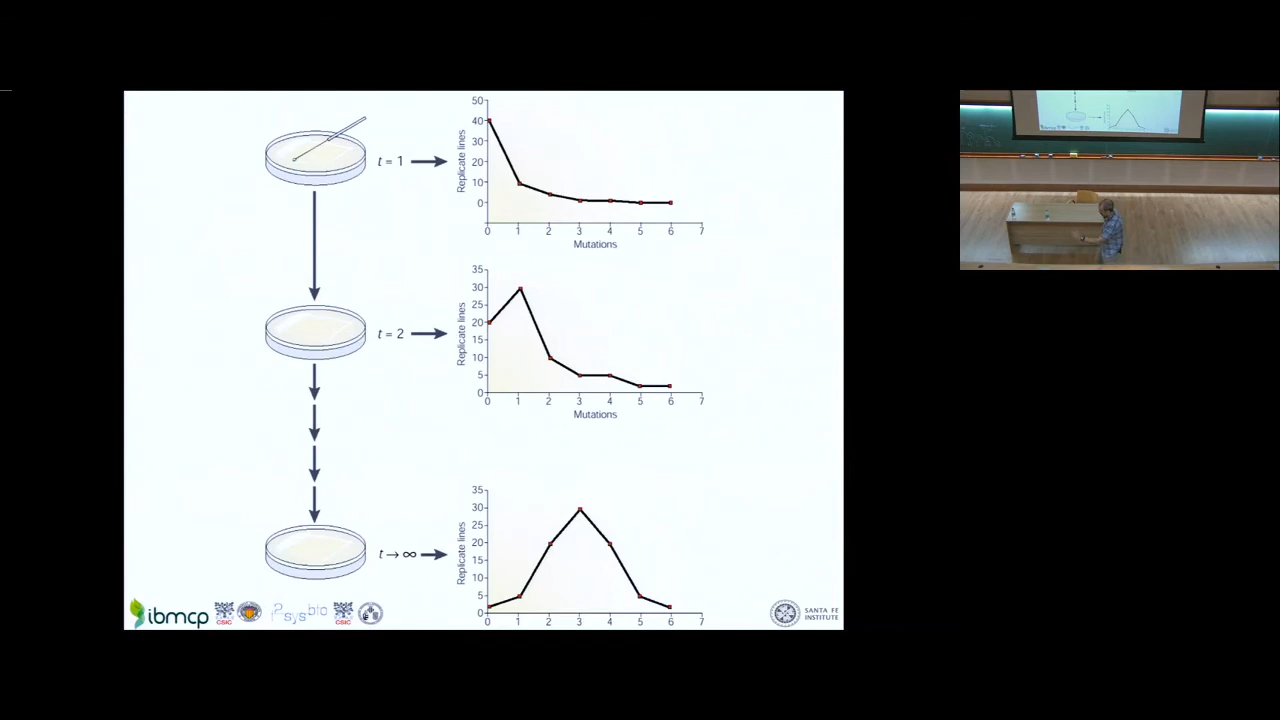 50
40
30
20
10
0
Replicate lines
0 1 2 3 4 5 6 7
Mutations
t = 1
35
30
25
20
15
10
5
0
Replicate lines
0 1 2 3 4 5 6 7
Mutations
t = 2
35
30
25
20
15
10
5
0
Replicate lines
0 1 2 3 4 5 6 7
t → ∞
ibmcp
CSIC
i2sysbio
CSIC
SANTA FE
INSTITUTE